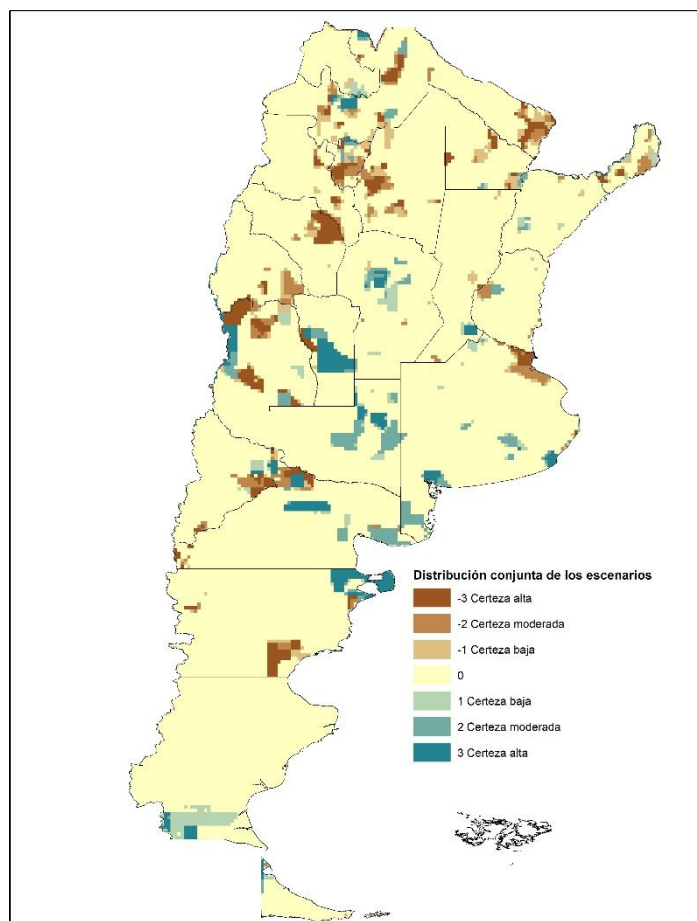 Distribución conjunta de los escenarios
-3 Certeza alta
-2 Certeza moderada
-1 Certeza baja
0
1 Certeza baja
2 Certeza moderada
3 Certeza alta